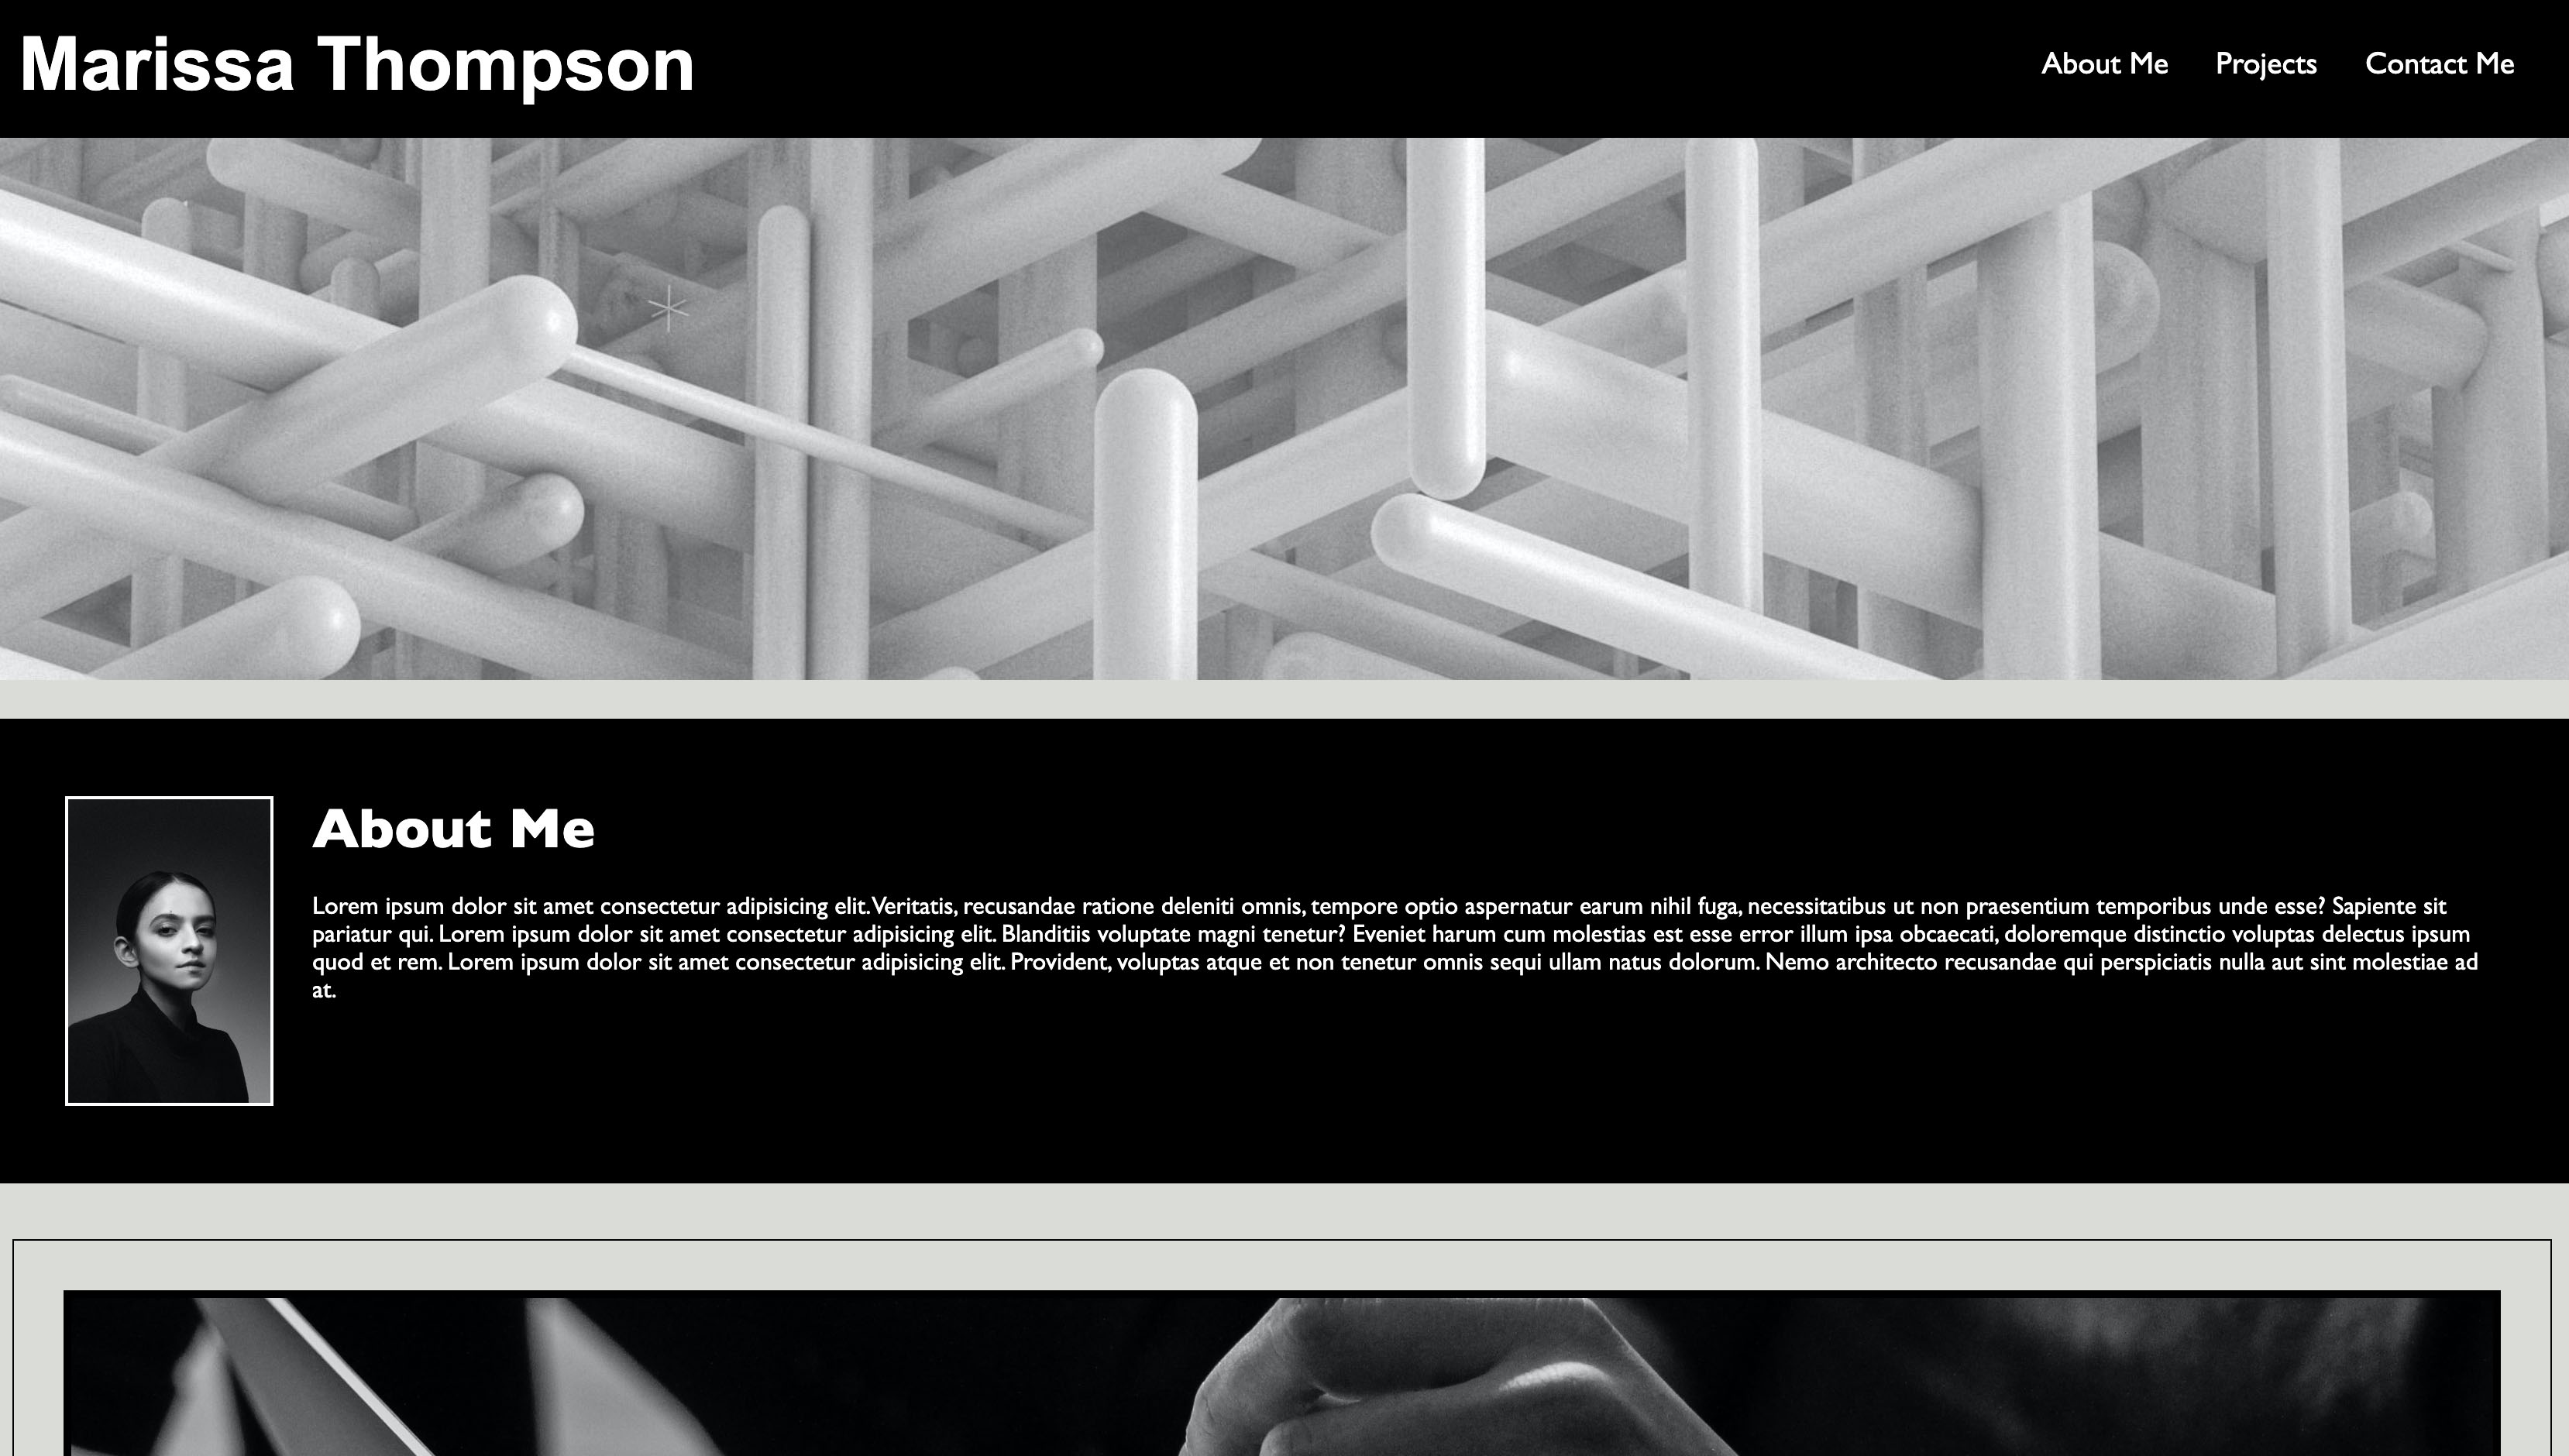 Marissa Thompson
About Me Projects Contact Me
About Me
Lorem ipsum dolor sit amet consectetur adipisicing elit. Veritatis, recusandae ratione deleniti omnis, tempore optio aspernatur earum nihil fuga, necessitatibus ut non praesentium temporibus unde esse? Sapiente sit
pariatur qui. Lorem ipsum dolor sit amet consectetur adipisicing elit. Blanditiis voluptate magni tenetur? Eveniet harum cum molestias est esse error illum ipsa obcaecati, doloremque distinctio voluptas delectus ipsum
quod et rem. Lorem ipsum dolor sit amet consectetur adipisicing elit. Provident, voluptas atque et non tenetur omnis sequi ullam natus dolorum. Nemo architecto recusandae qui perspiciatis nulla aut sint molestiae ad
at.